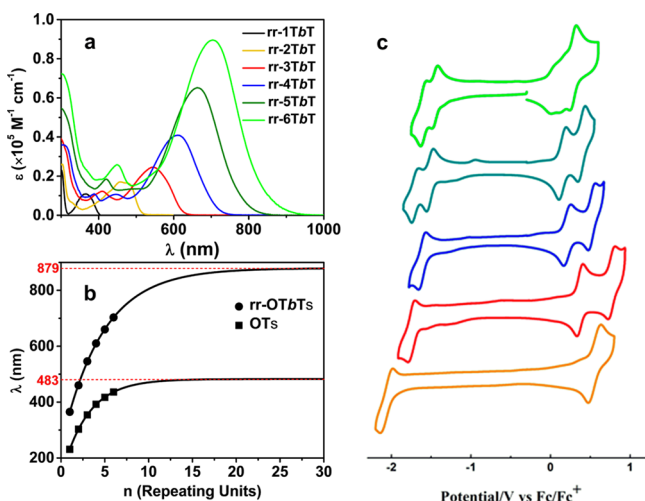 a
ε (×10⁵ M⁻¹ cm⁻¹)
1.0
0.8
0.6
0.4
0.2
0.0
rr-1TbT
rr-2TbT
rr-3TbT
rr-4TbT
rr-5TbT
rr-6TbT
400 600 800 1000
λ (nm)
b
λ (nm)
879
800
600
483
400
200
rr-OTbTs
OTs
0 5 10 15 20 25 30
n (Repeating Units)
c
-2 -1 0 1
Potential/V vs Fc/Fc⁺